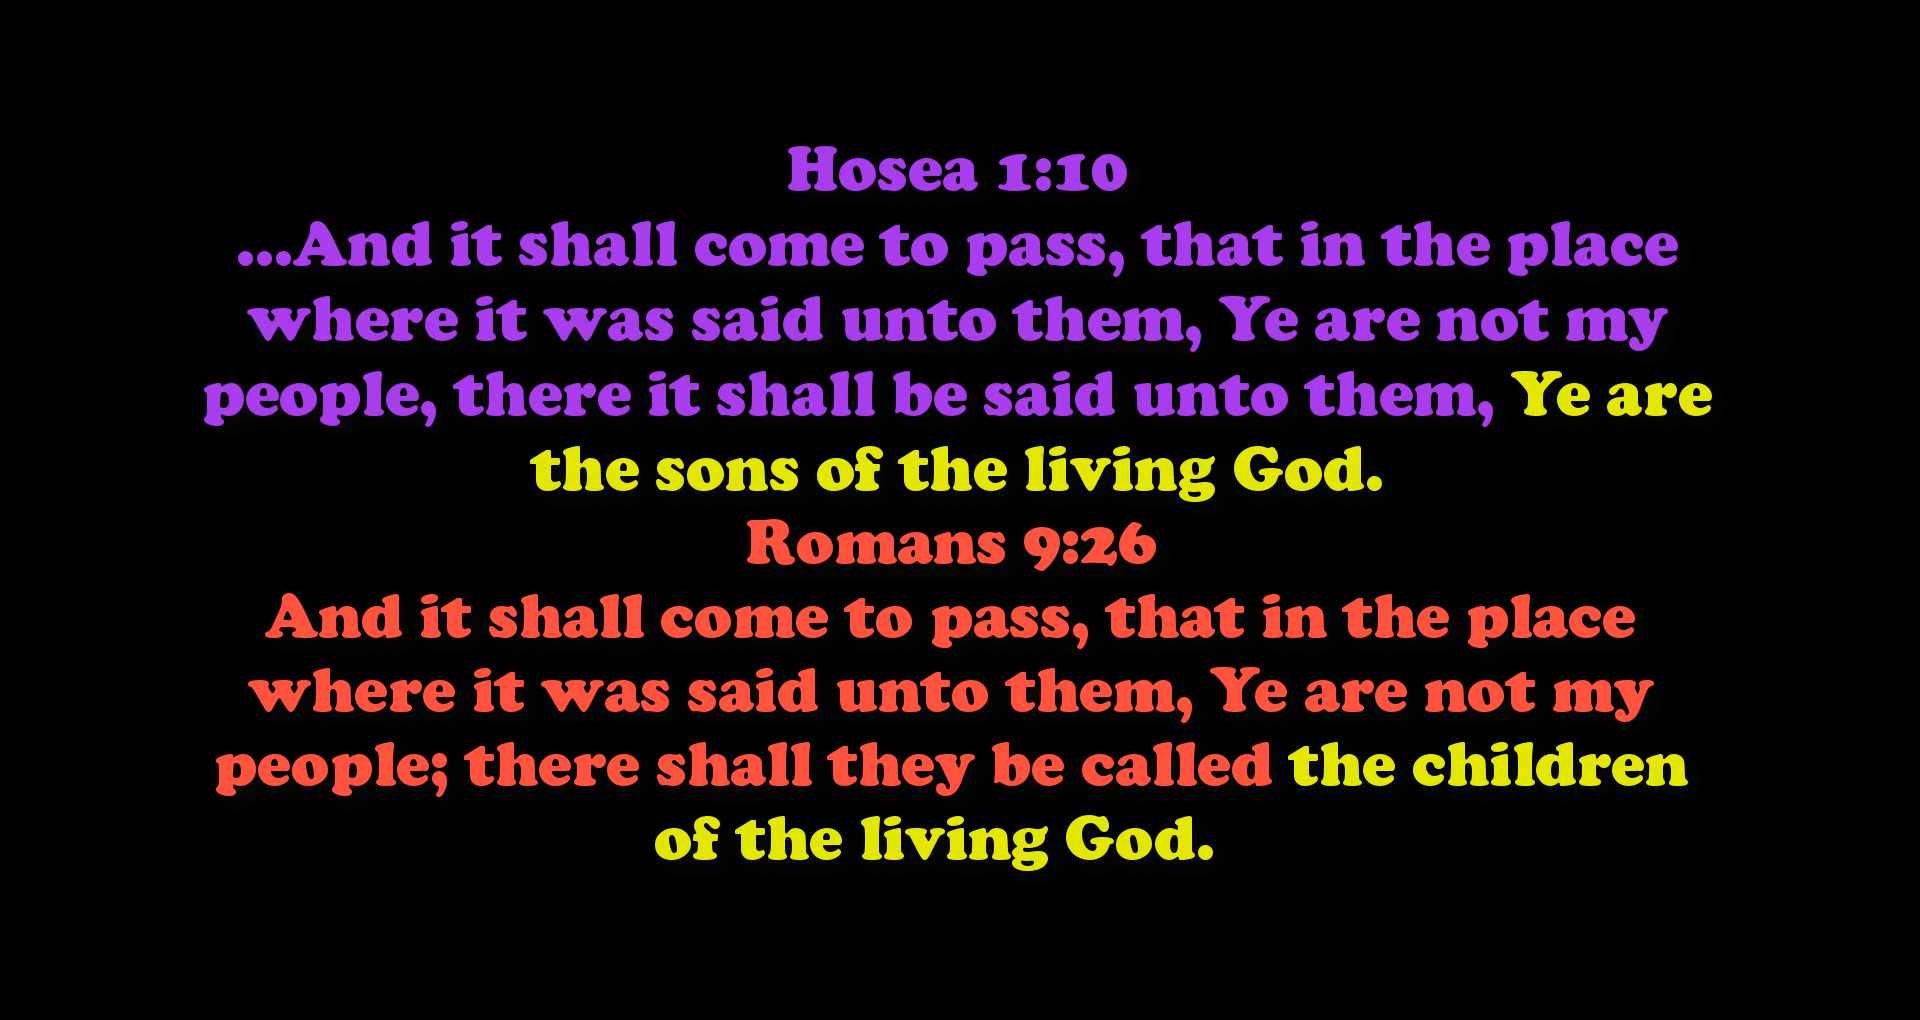 Hosea 1:10
...And it shall come to pass, that in the place
where it was said unto them, Ye are not my
people, there it shall be said unto them, Ye are
the sons of the living God.
Romans 9:26
And it shall come to pass, that in the place
where it was said unto them, Ye are not my
people; there shall they be called the children
of the living God.